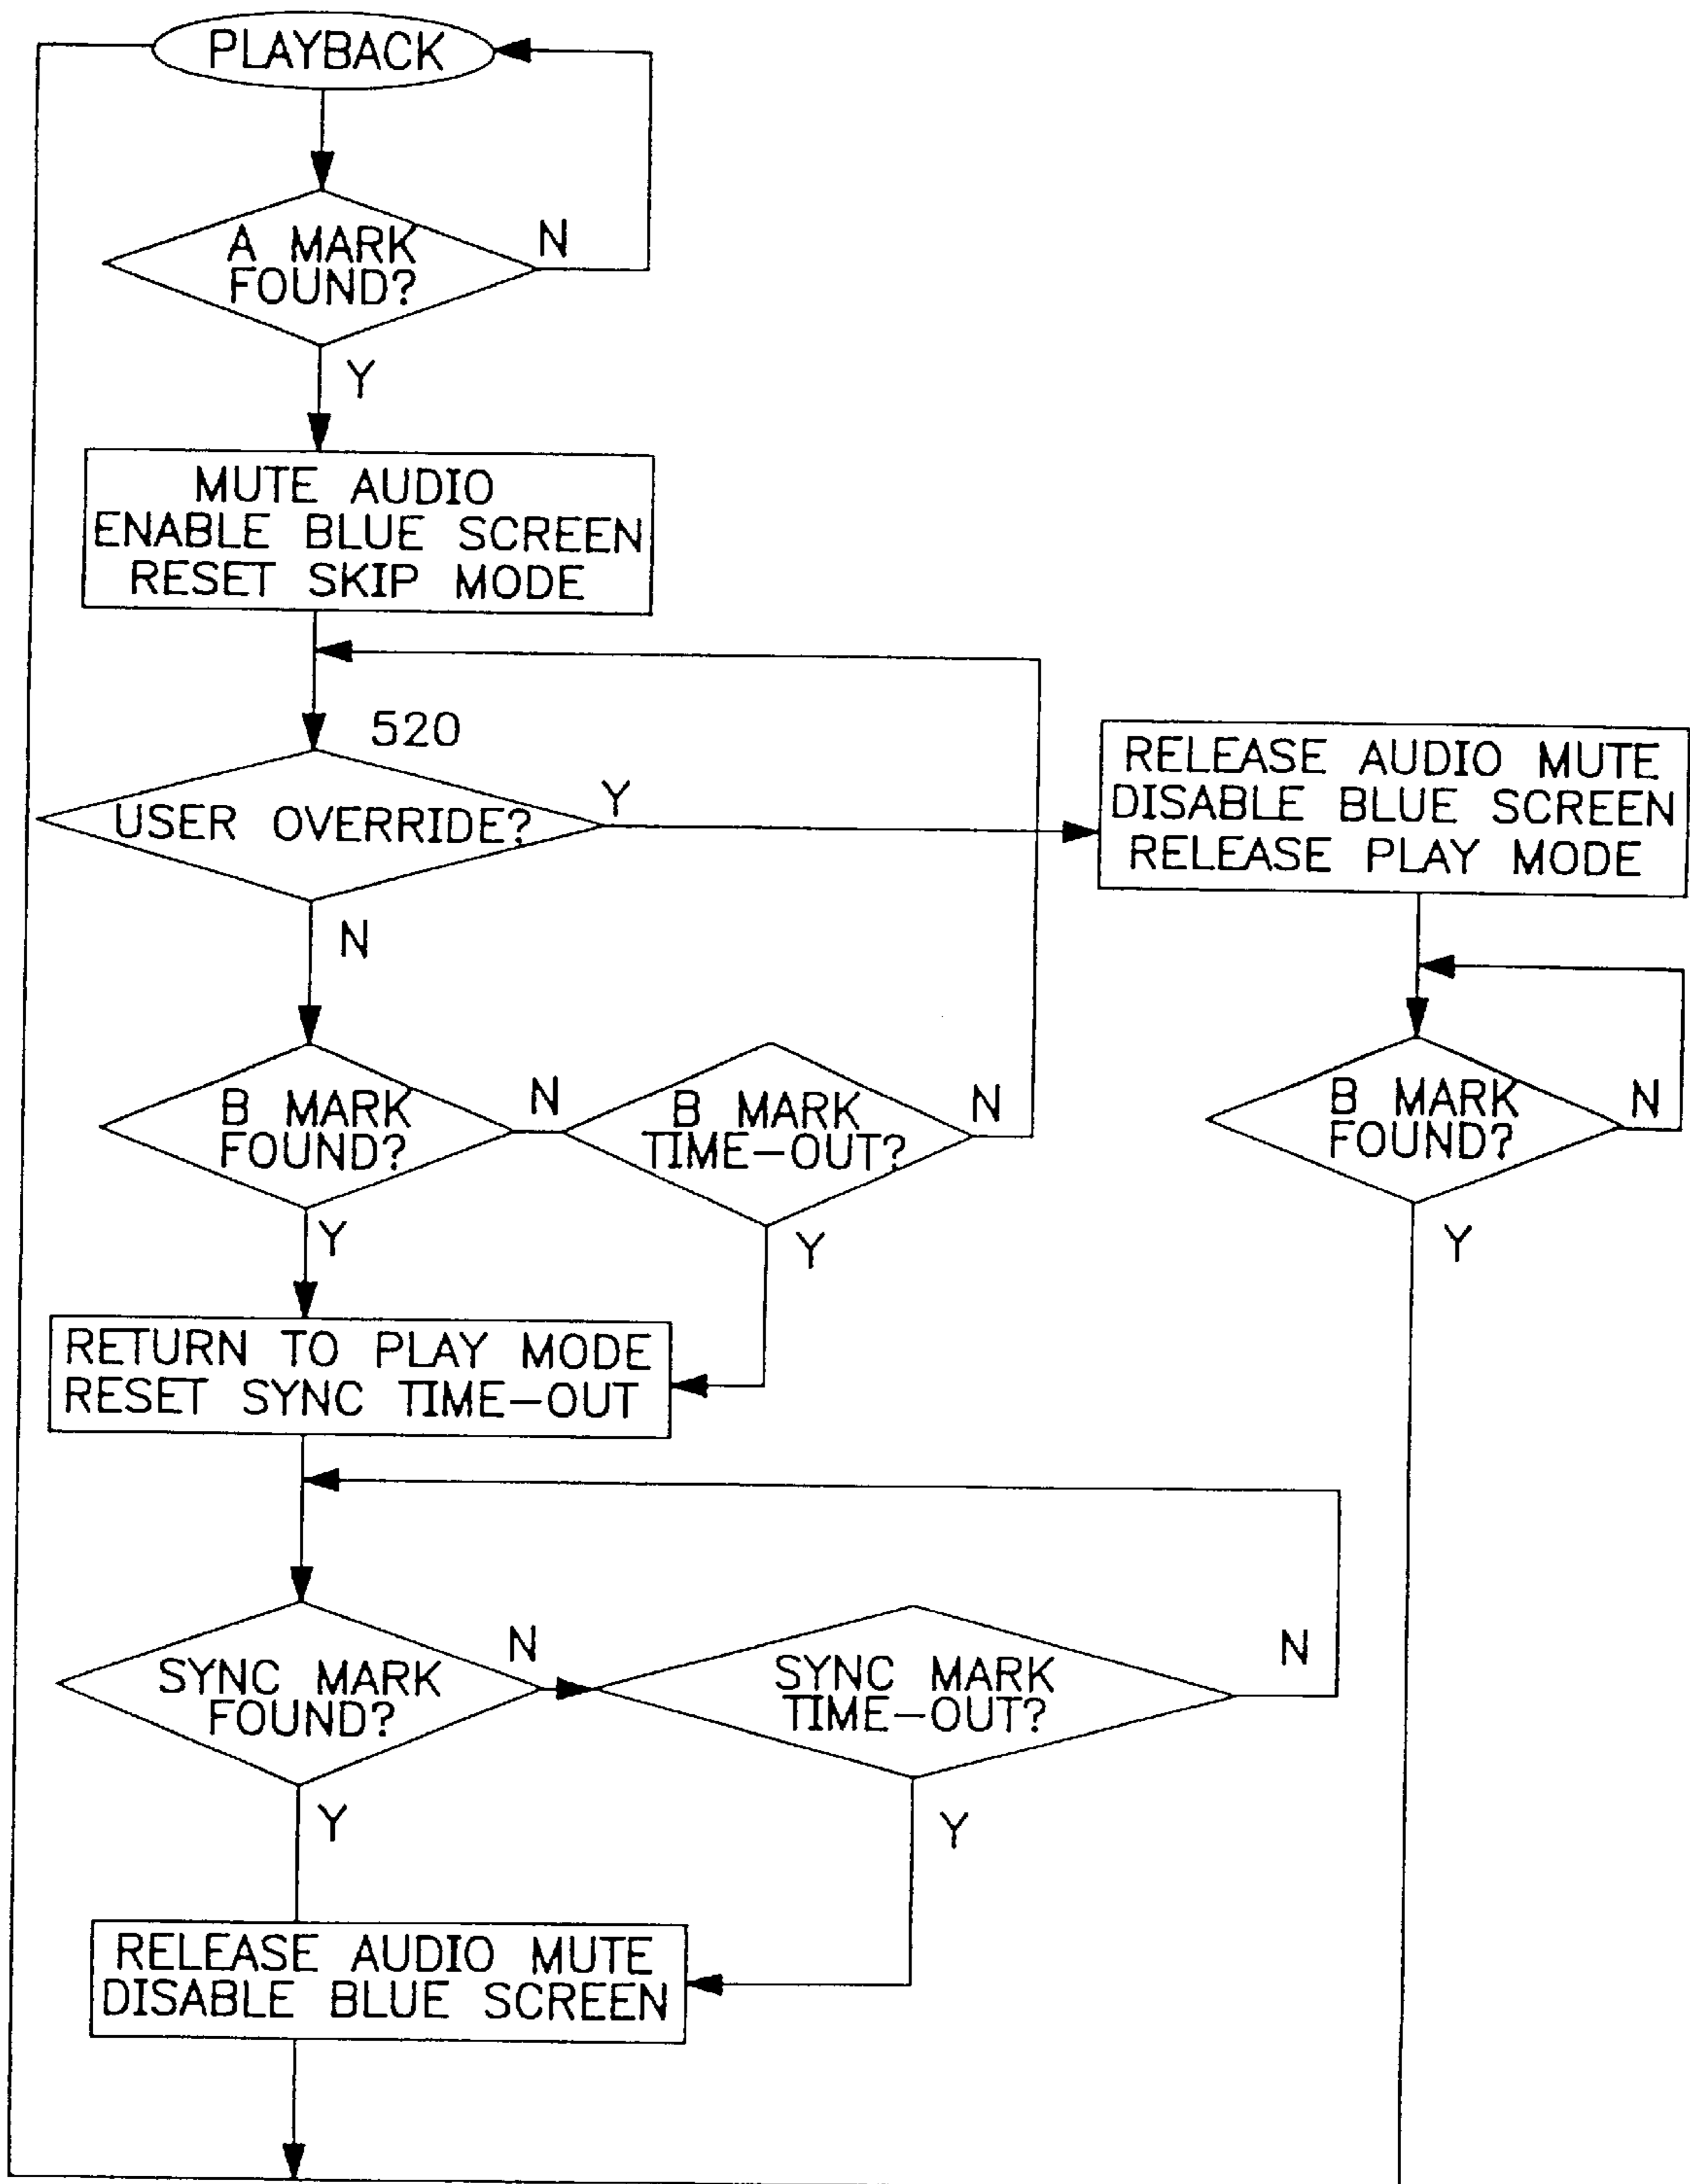 PLAYBACK
A MARK
FOUND?
N
Y
MUTE AUDIO
ENABLE BLUE SCREEN
RESET SKIP MODE
520
USER OVERRIDE?
Y
N
RELEASE AUDIO MUTE
DISABLE BLUE SCREEN
RELEASE PLAY MODE
B MARK
FOUND?
N
Y
B MARK
TIME-OUT?
N
Y
B MARK
FOUND?
N
Y
RETURN TO PLAY MODE
RESET SYNC TIME-OUT
SYNC MARK
FOUND?
N
Y
SYNC MARK
TIME-OUT?
N
Y
RELEASE AUDIO MUTE
DISABLE BLUE SCREEN